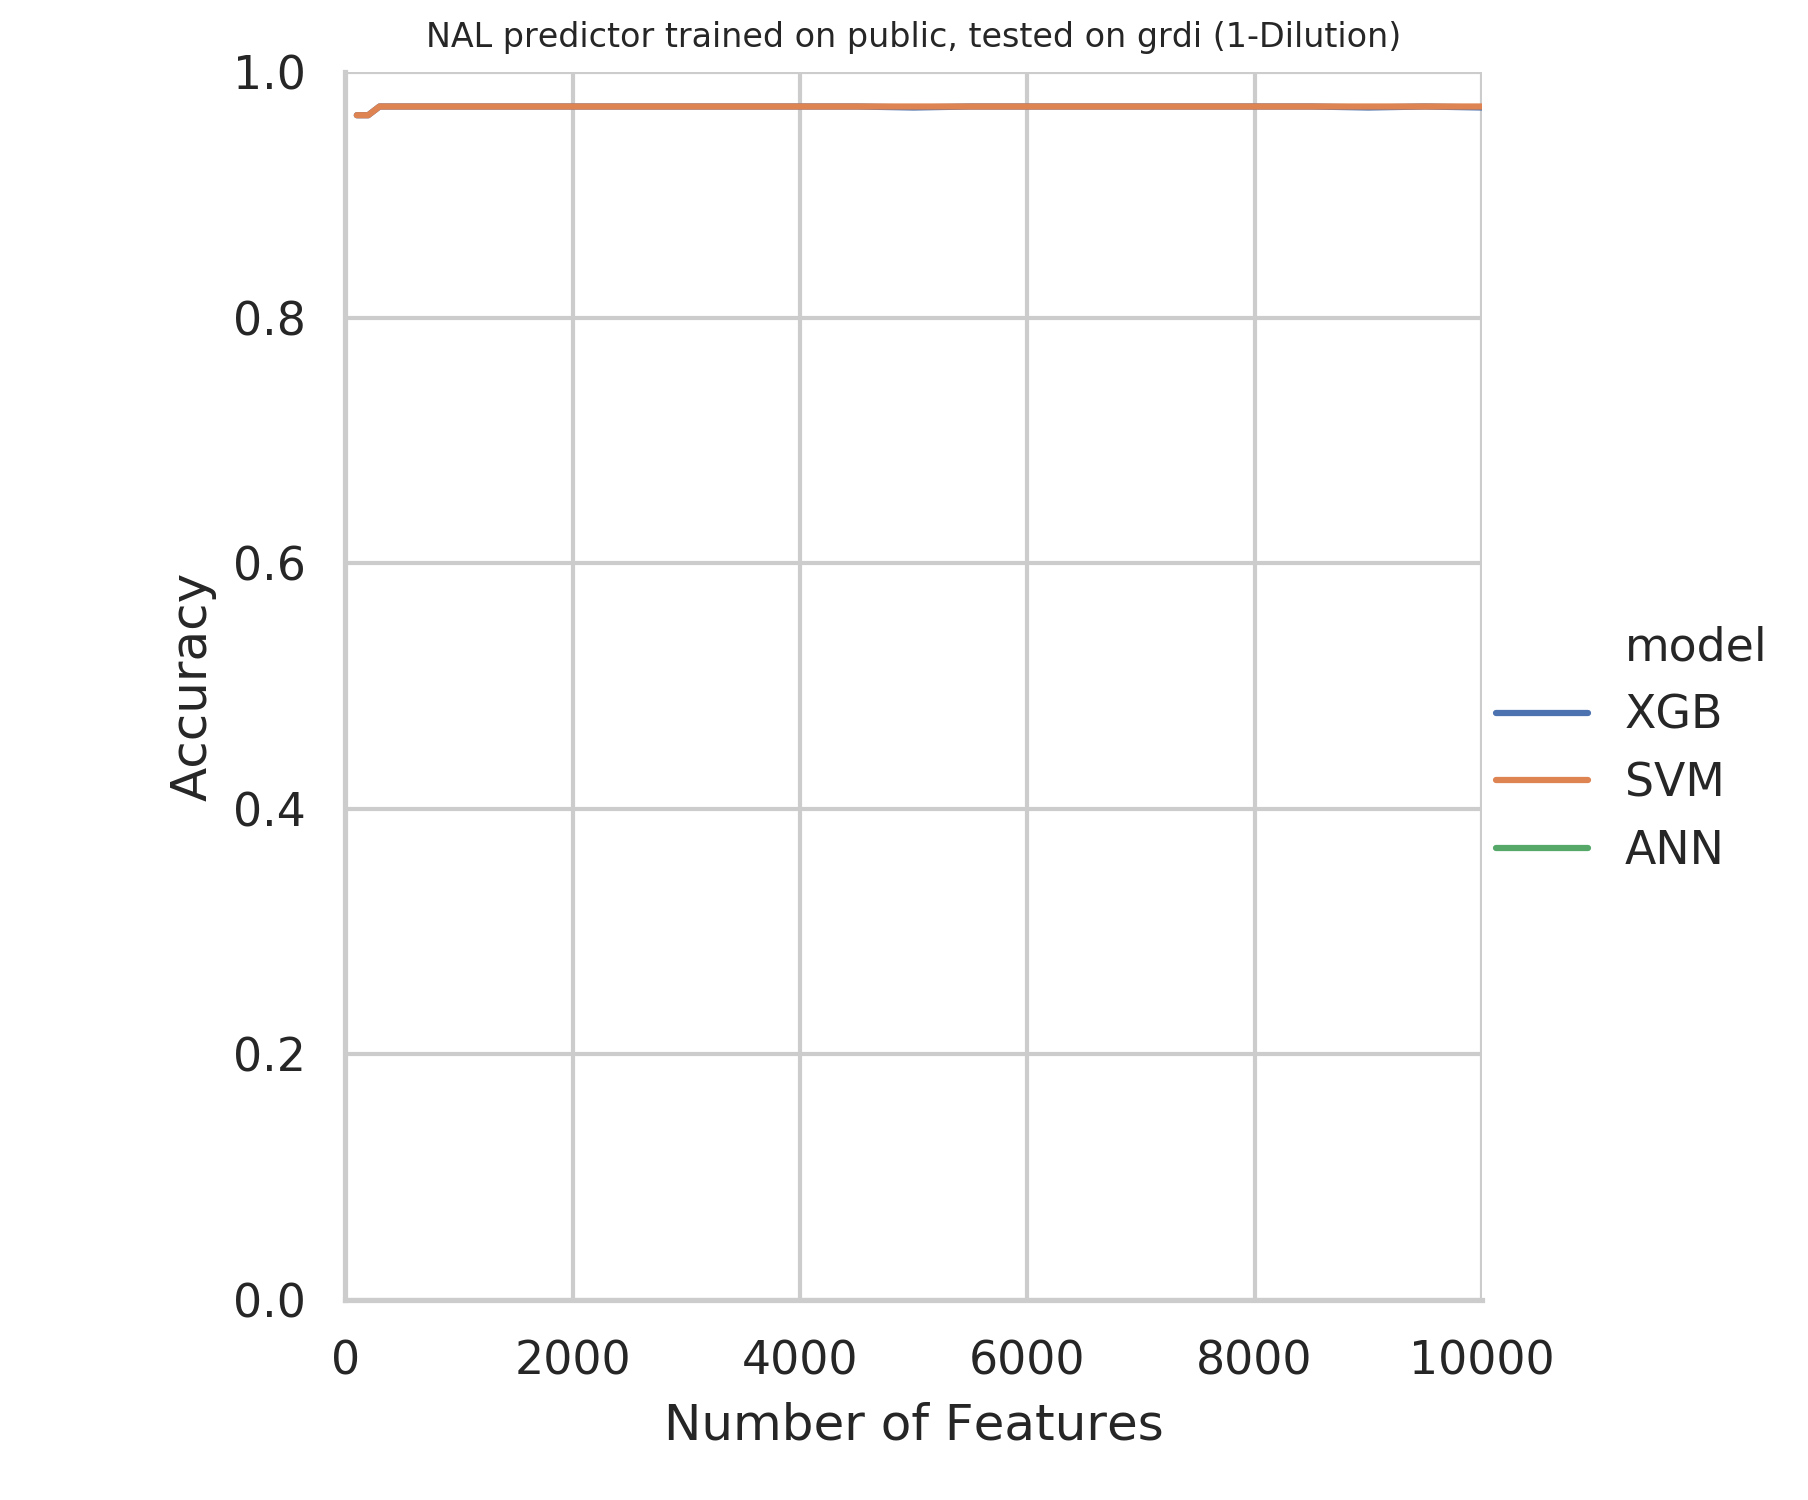 NAL predictor trained on public, tested on grdi (1-Dilution)
1.0
0.8
0.6
0.4
0.2
0.0
Accuracy
0 2000 4000 6000 8000 10000
Number of Features
model
XGB
SVM
ANN